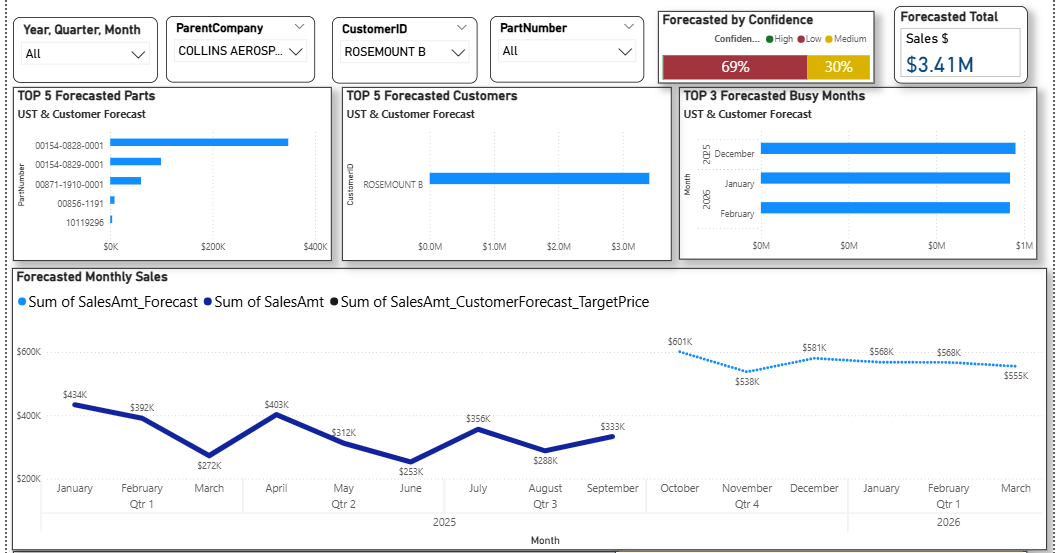 Year, Quarter, Month
All
ParentCompany
COLLINS AEROSP...
CustomerID
ROSEMOUNT B
PartNumber
All
Forecasted by Confidence
Confiden... High Low Medium
69% 30%
Forecasted Total
Sales $
$3.41M
TOP 5 Forecasted Parts
UST & Customer Forecast
PartNumber
00154-0828-0001
00154-0829-0001
00871-1910-0001
00856-1191
10119296
$0K $200K $400K
TOP 5 Forecasted Customers
UST & Customer Forecast
CustomerID
ROSEMOUNT B
$0.0M $1.0M $2.0M $3.0M
TOP 3 Forecasted Busy Months
UST & Customer Forecast
Month
2025
December
2026
January
February
$0M $0M $0M $1M
Forecasted Monthly Sales
Sum of SalesAmt_Forecast Sum of SalesAmt Sum of SalesAmt_CustomerForecast_TargetPrice
$600K
$400K
$200K
$434K $392K $272K $403K $312K $253K $356K $288K $333K $601K $538K $581K $568K $568K $555K
January February March April May June July August September October November December January February March
Qtr 1 Qtr 2 Qtr 3 Qtr 4 Qtr 1
2025 2026
Month